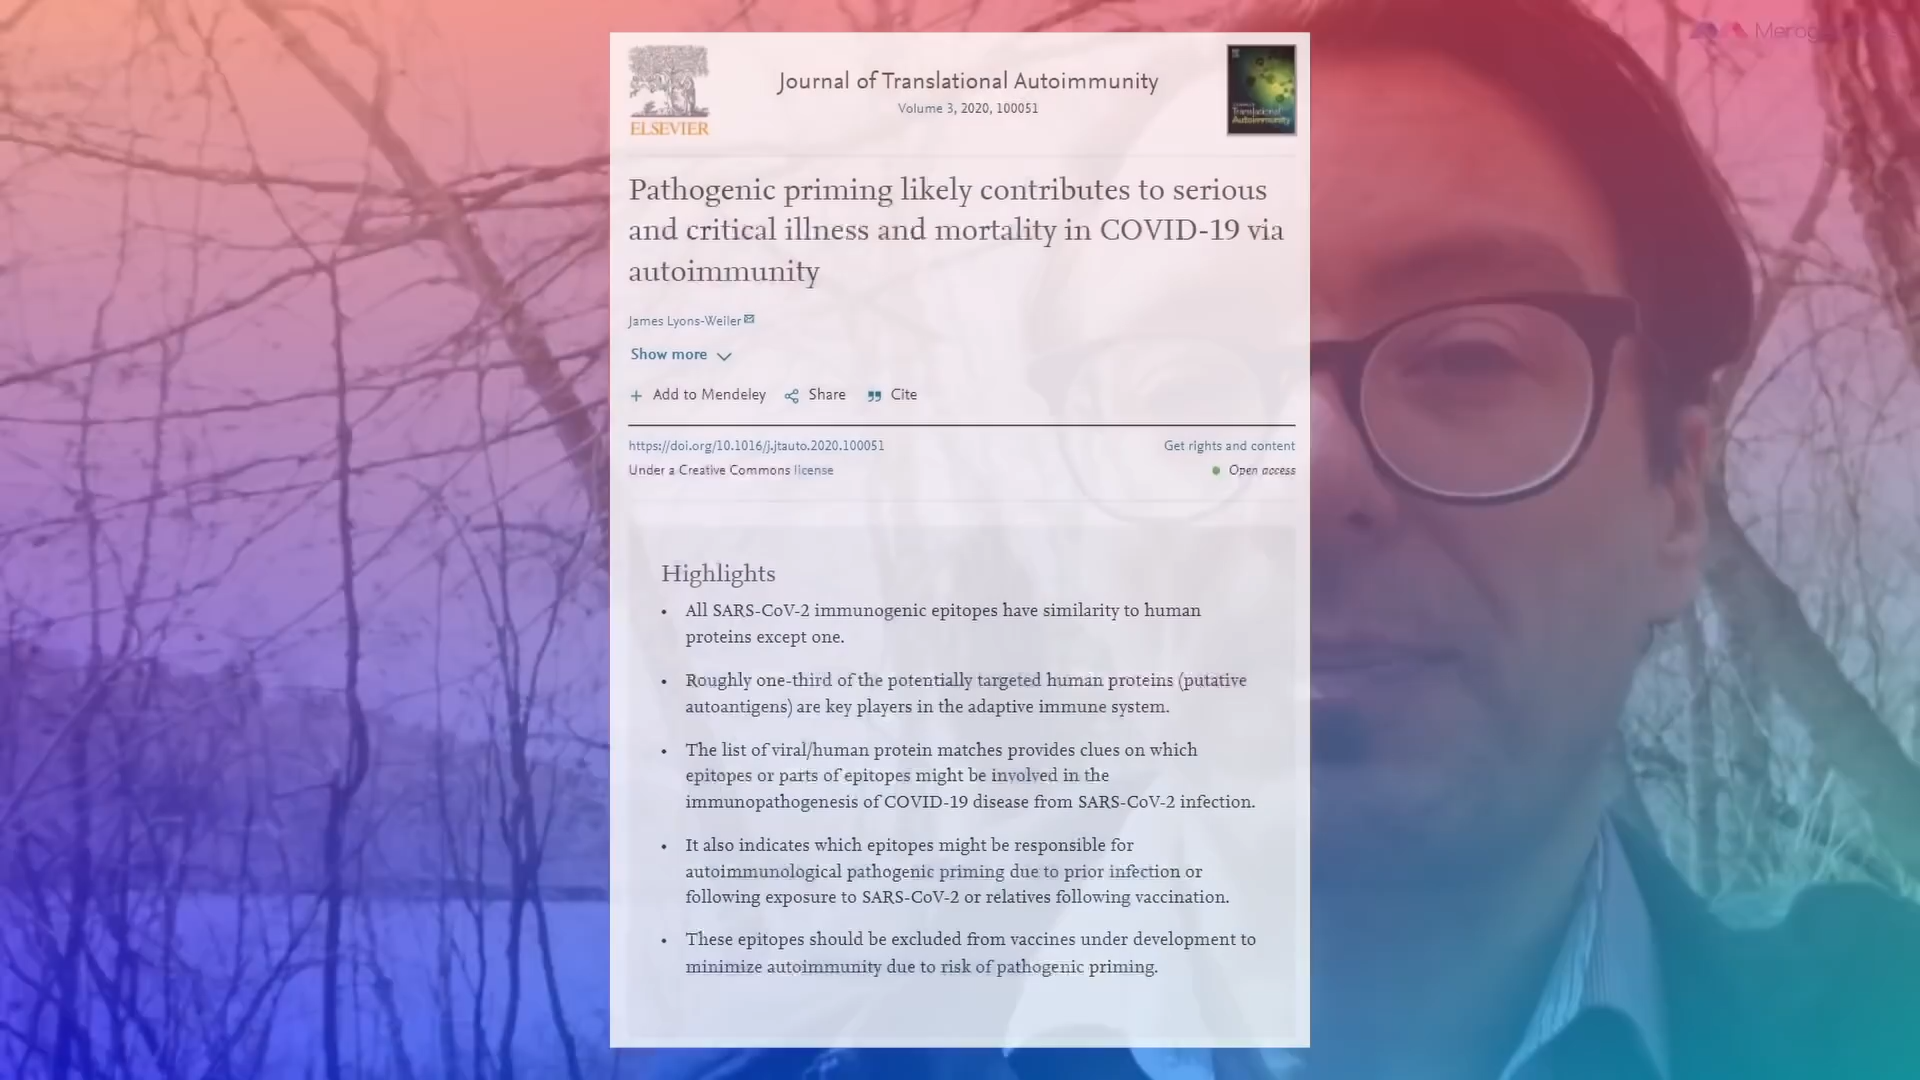 Merog
ELSEVIER
Journal of Translational Autoimmunity
Volume 3, 2020, 100051
Translational
Autoimmunity
Pathogenic priming likely contributes to serious
and critical illness and mortality in COVID-19 via
autoimmunity
James Lyons-Weiler
Show more
+ Add to Mendeley Share Cite
https://doi.org/10.1016/j.jtauto.2020.100051 Get rights and content
Under a Creative Commons license Open access
Highlights
• All SARS-CoV-2 immunogenic epitopes have similarity to human
proteins except one.
• Roughly one-third of the potentially targeted human proteins (putative
autoantigens) are key players in the adaptive immune system.
• The list of viral/human protein matches provides clues on which
epitopes or parts of epitopes might be involved in the
immunopathogenesis of COVID-19 disease from SARS-CoV-2 infection.
• It also indicates which epitopes might be responsible for
autoimmunological pathogenic priming due to prior infection or
following exposure to SARS-CoV-2 or relatives following vaccination.
• These epitopes should be excluded from vaccines under development to
minimize autoimmunity due to risk of pathogenic priming.